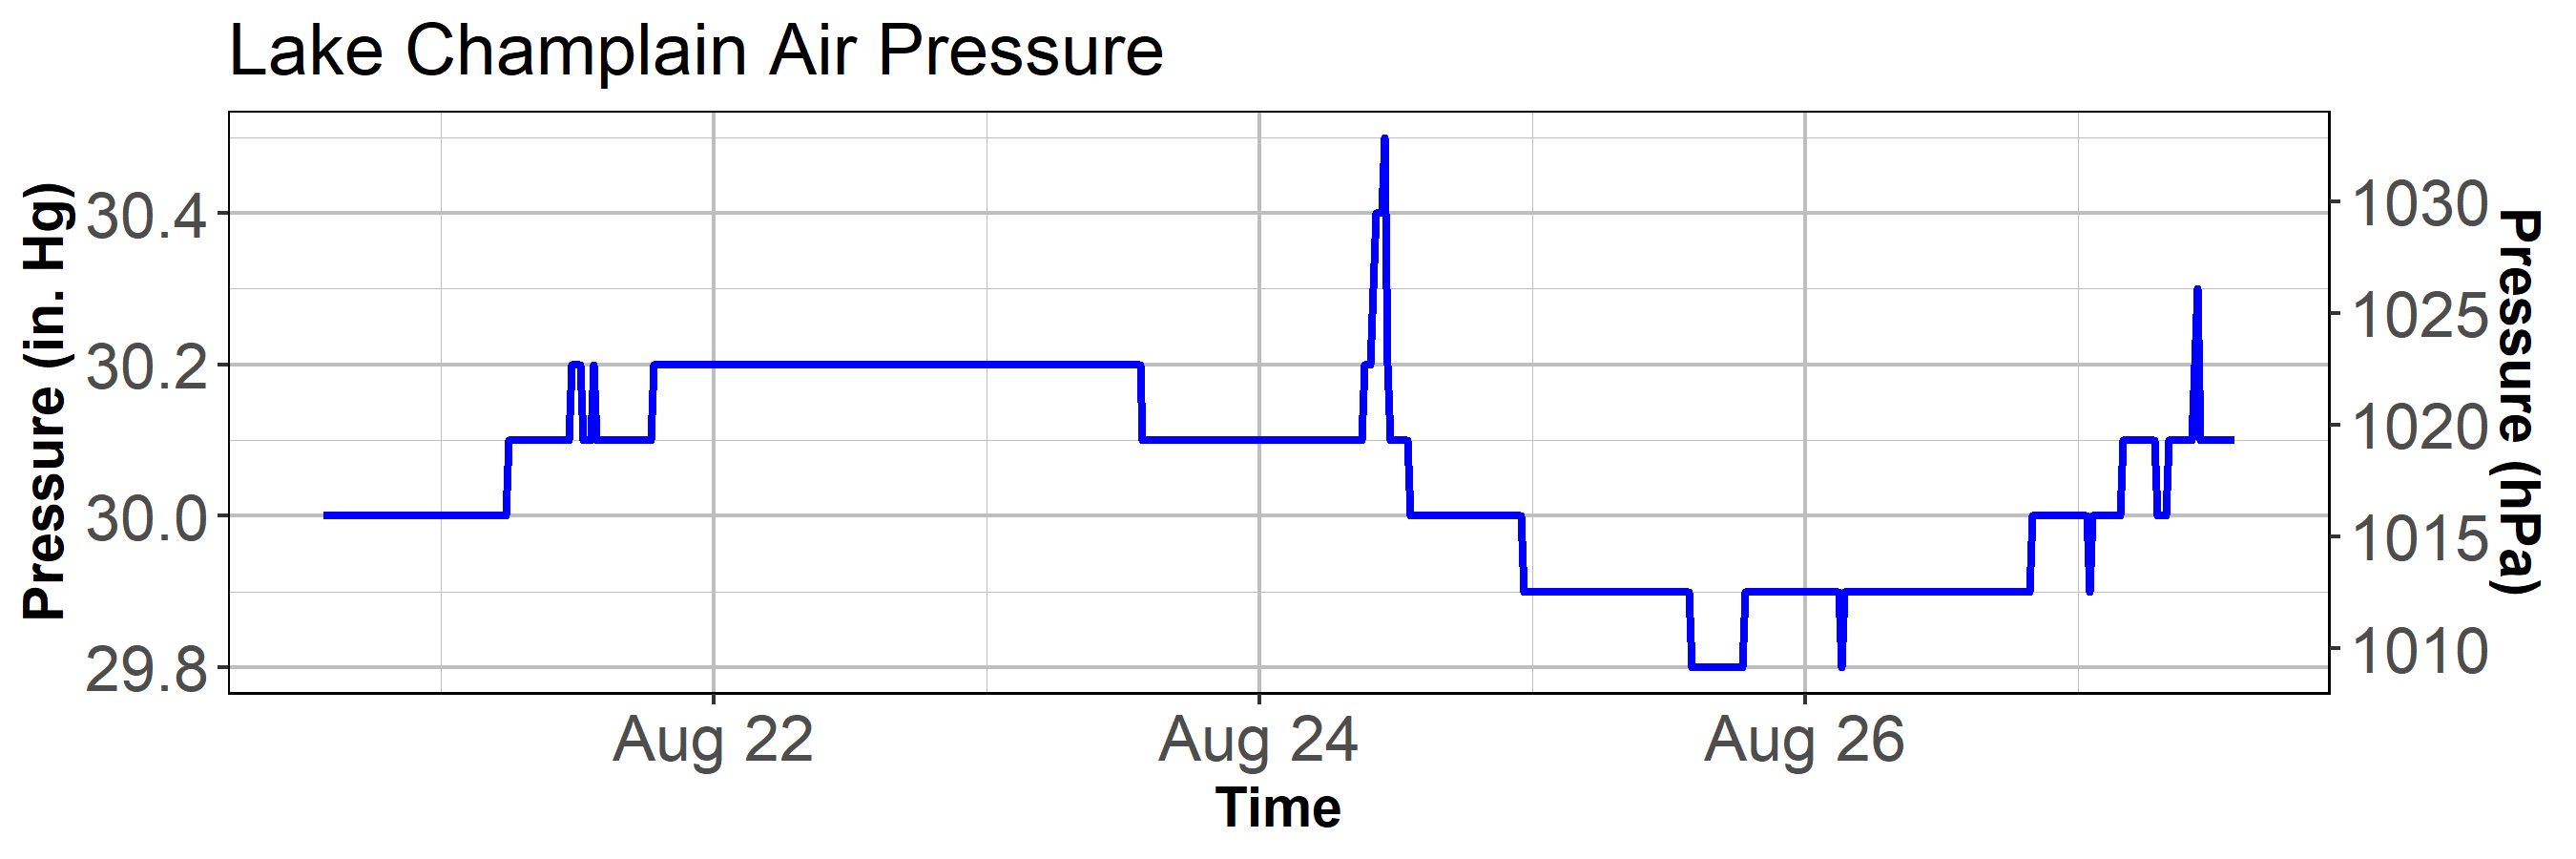 Lake Champlain Air Pressure
Pressure (in. Hg)
30.4
30.2
30.0
29.8
1030
1025
1020
1015
1010
Pressure (hPa)
Aug 22 Aug 24 Aug 26
Time